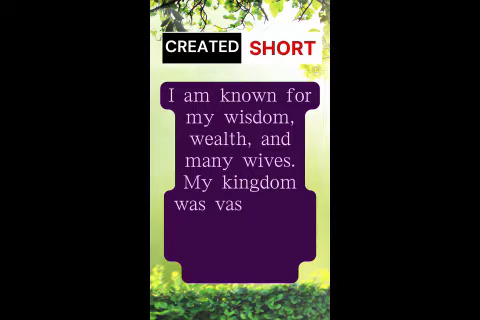 CREATED SHORT
I am known for
my wisdom,
wealth, and
many wives.
My kingdom
was vas